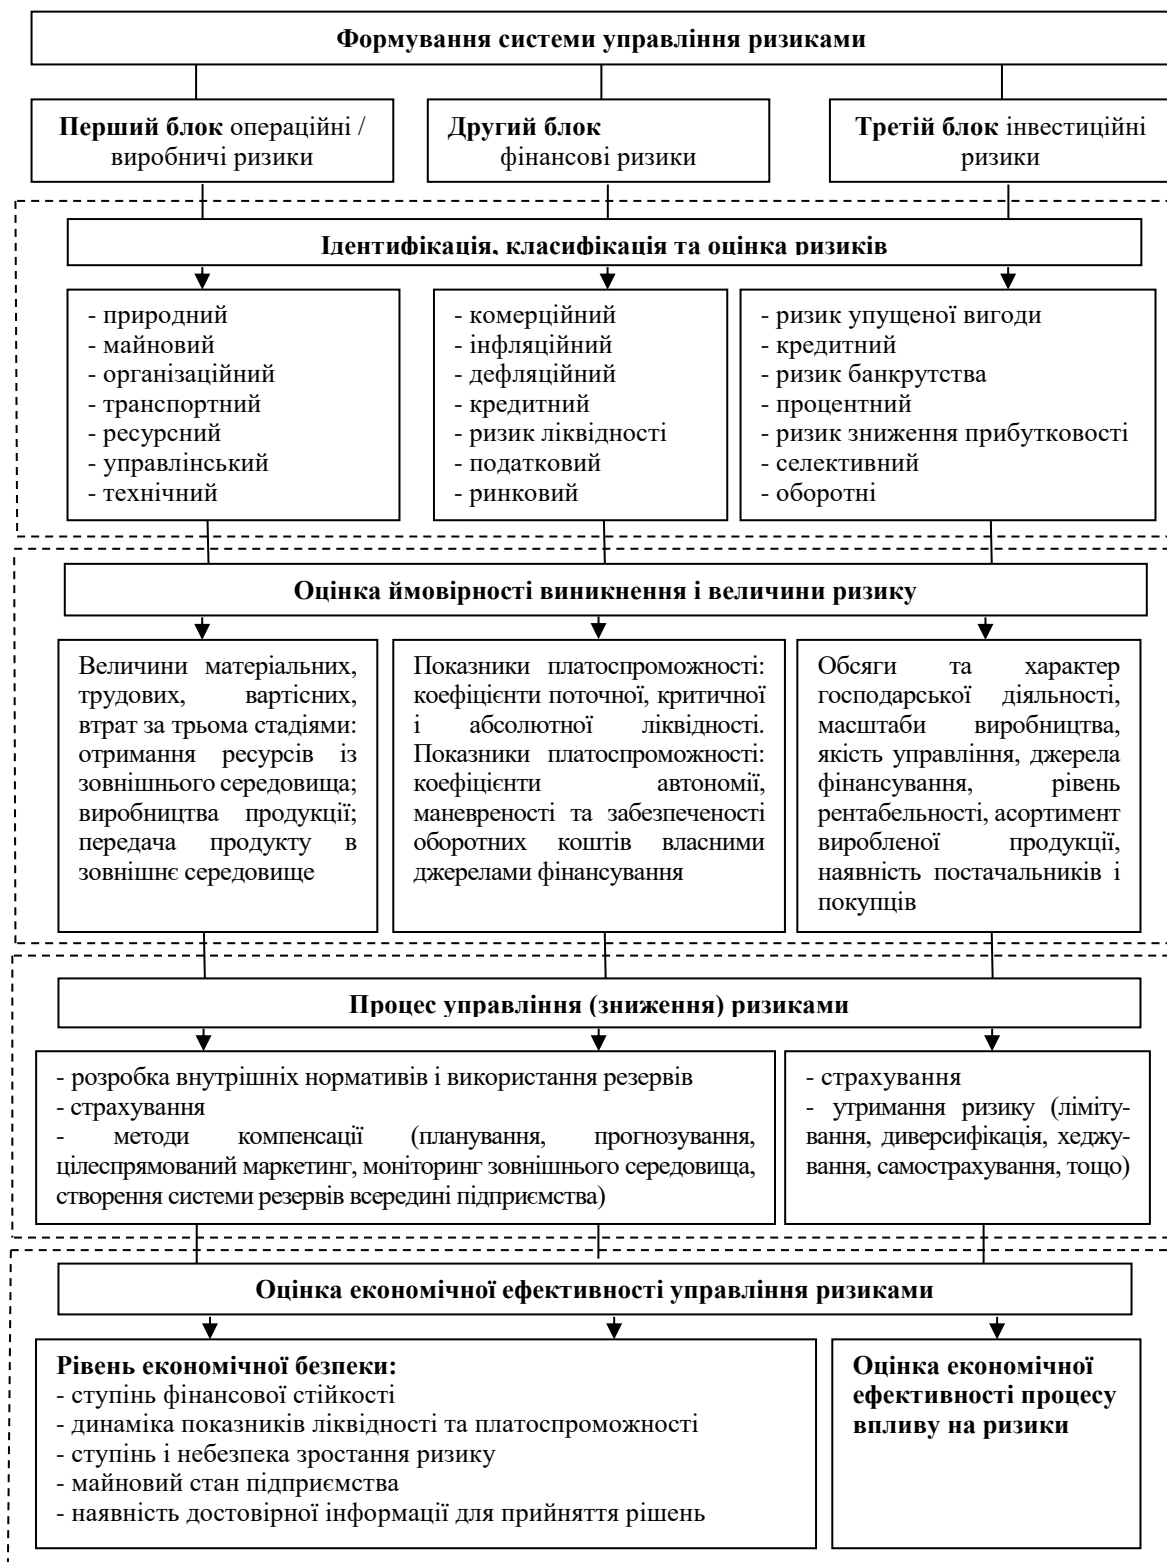 Формування системи управління ризиками
Перший блок операційні /
виробничі ризики
Другий блок
фінансові ризики
Третій блок інвестиційні
ризики
Ідентифікація, класифікація та оцінка ризиків
- природний
- майновий
- організаційний
- транспортний
- ресурсний
- управлінський
- технічний
- комерційний
- інфляційний
- дефляційний
- кредитний
- ризик ліквідності
- податковий
- ринковий
- ризик упущеної вигоди
- кредитний
- ризик банкрутства
- процентний
- ризик зниження прибутковості
- селективний
- оборотні
Оцінка ймовірності виникнення і величини ризику
Величини матеріальних,
трудових, вартісних,
втрат за трьома стадіями:
отримання ресурсів із
зовнішнього середовища;
виробництва продукції;
передача продукту в
зовнішнє середовище
Показники платоспроможності:
коефіцієнти поточної, критичної
і абсолютної ліквідності.
Показники платоспроможності:
коефіцієнти автономії,
маневреності та забезпеченості
оборотних коштів власними
джерелами фінансування
Обсяги та характер
господарської діяльності,
масштаби виробництва,
якість управління, джерела
фінансування, рівень
рентабельності, асортимент
виробленої продукції,
наявність постачальників і
покупців
Процес управління (зниження) ризиками
- розробка внутрішніх нормативів і використання резервів
- страхування
- методи компенсації (планування, прогнозування,
цілеспрямований маркетинг, моніторинг зовнішнього середовища,
створення системи резервів всередині підприємства)
- страхування
- утримання ризику (ліміту-
вання, диверсифікація, хеджу-
вання, самострахування, тощо)
Оцінка економічної ефективності управління ризиками
Рівень економічної безпеки:
- ступінь фінансової стійкості
- динаміка показників ліквідності та платоспроможності
- ступінь і небезпека зростання ризику
- майновий стан підприємства
- наявність достовірної інформації для прийняття рішень
Оцінка економічної
ефективності процесу
впливу на ризики